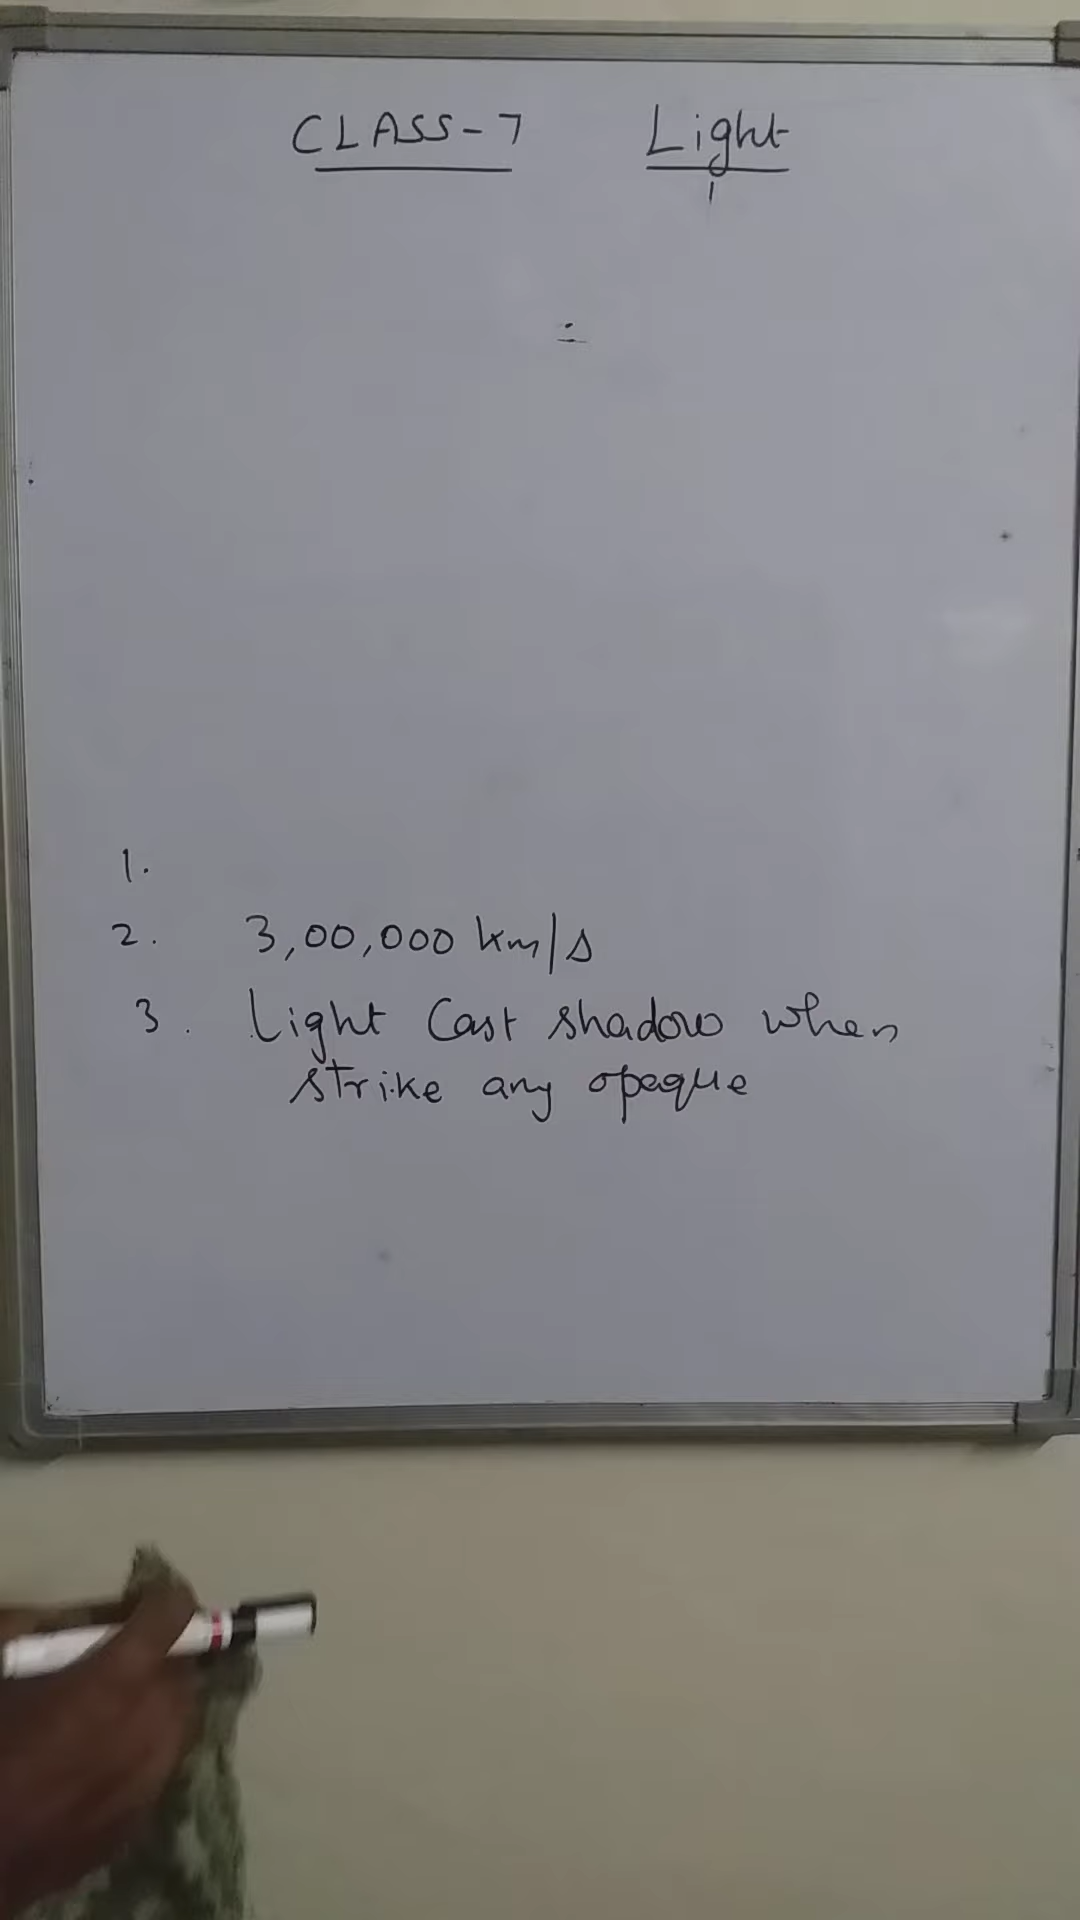 CLASS-7 Light
1.
2. 3,00,000 km/s
3. Light Cast shadow when
strike any opaque